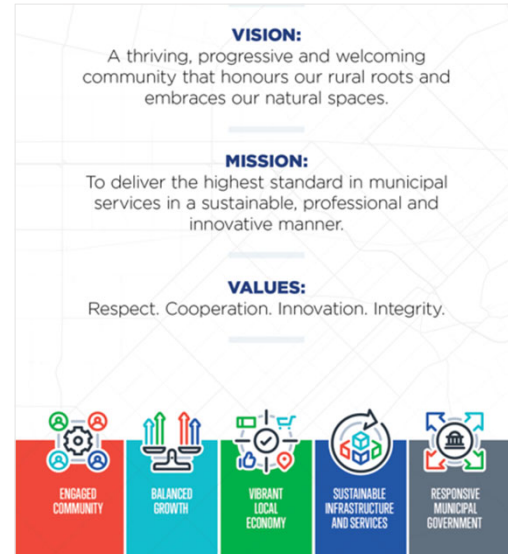 VISION:
A thriving, progressive and welcoming
community that honours our rural roots and
embraces our natural spaces.
MISSION:
To deliver the highest standard in municipal
services in a sustainable, professional and
innovative manner.
VALUES:
Respect. Cooperation. Innovation. Integrity.
ENGAGED
COMMUNITY
BALANCED
GROWTH
VIBRANT
LOCAL
ECONOMY
SUSTAINABLE
INFRASTRUCTURE
AND SERVICES
RESPONSIVE
MUNICIPAL
GOVERNMENT